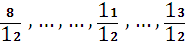 8/12 , ... , ... , 11/12 , ... , 13/12